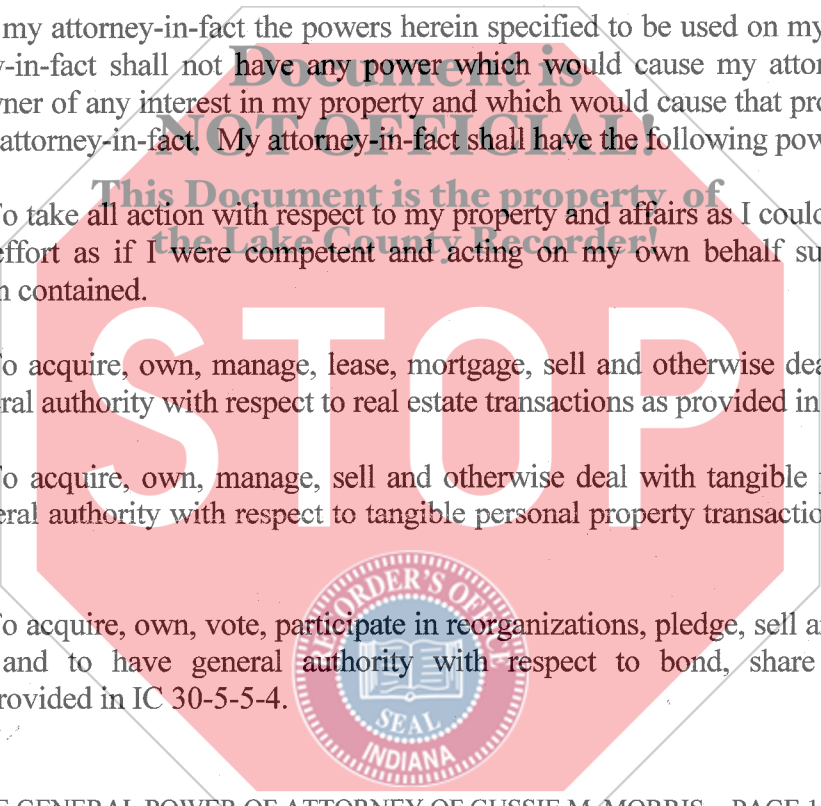 my attorney-in-fact the powers herein specified to be used on my
y-in-fact shall not have any power which would cause my attor
Document is
wner of any interest in my property and which would cause that pro
NOT OFFICIAL!
attorney-in-fact. My attorney-in-fact shall have the following pow
This Document is the property of
To take all action with respect to my property and affairs as I could
the Lake County Recorder!
effort as if I were competent and acting on my own behalf su
n contained.
STOP
To acquire, own, manage, lease, mortgage, sell and otherwise dea
eral authority with respect to real estate transactions as provided in
To acquire, own, manage, sell and otherwise deal with tangible
eral authority with respect to tangible personal property transactio
RECORDER'S OFFICE
To acquire, own, vote, participate in reorganizations, pledge, sell a
and to have general authority with respect to bond, share
rovided in IC 30-5-5-4.
SEAL
INDIANA
E GENERAL POWER OF ATTORNEY OF GUSSIE M. MORRIS PAGE 1